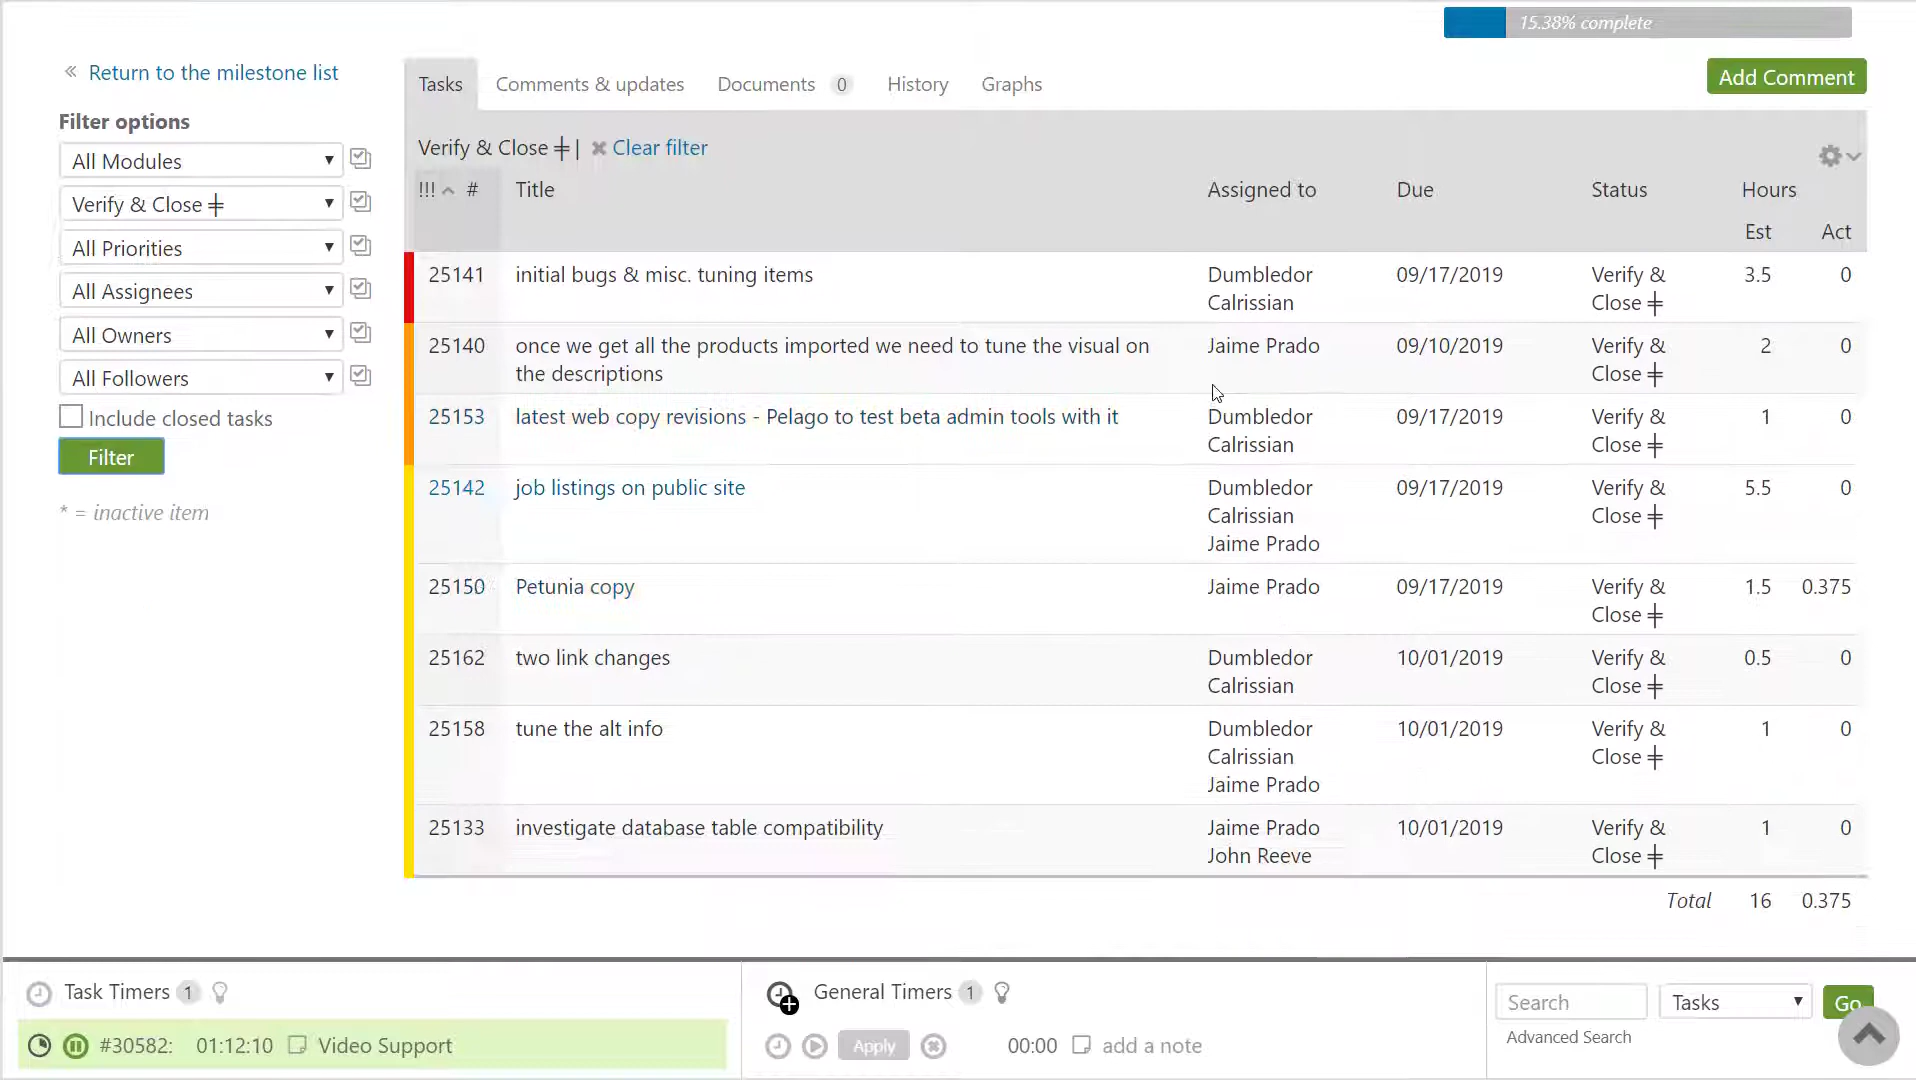 15.38% complete
« Return to the milestone list
Filter options
All Modules
Verify & Close ╪
All Priorities
All Assignees
All Owners
All Followers
Include closed tasks
Filter
* = inactive item
Tasks Comments & updates Documents 0 History Graphs
Add Comment
Verify & Close ╪ | ✖ Clear filter
!!! # Title Assigned to Due Status Hours
Est Act
25141 initial bugs & misc. tuning items Dumbledor 09/17/2019 Verify & 3.5 0
Calrissian Close ╪
25140 once we get all the products imported we need to tune the visual on Jaime Prado 09/10/2019 Verify & 2 0
the descriptions Close ╪
25153 latest web copy revisions - Pelago to test beta admin tools with it Dumbledor 09/17/2019 Verify & 1 0
Calrissian Close ╪
25142 job listings on public site Dumbledor 09/17/2019 Verify & 5.5 0
Calrissian Close ╪
Jaime Prado
25150 Petunia copy Jaime Prado 09/17/2019 Verify & 1.5 0.375
Close ╪
25162 two link changes Dumbledor 10/01/2019 Verify & 0.5 0
Calrissian Close ╪
25158 tune the alt info Dumbledor 10/01/2019 Verify & 1 0
Calrissian Close ╪
Jaime Prado
25133 investigate database table compatibility Jaime Prado 10/01/2019 Verify & 1 0
John Reeve Close ╪
Total 16 0.375
Task Timers 1
#30582: 01:12:10 Video Support
General Timers 1
Apply 00:00 add a note
Search Tasks Go
Advanced Search